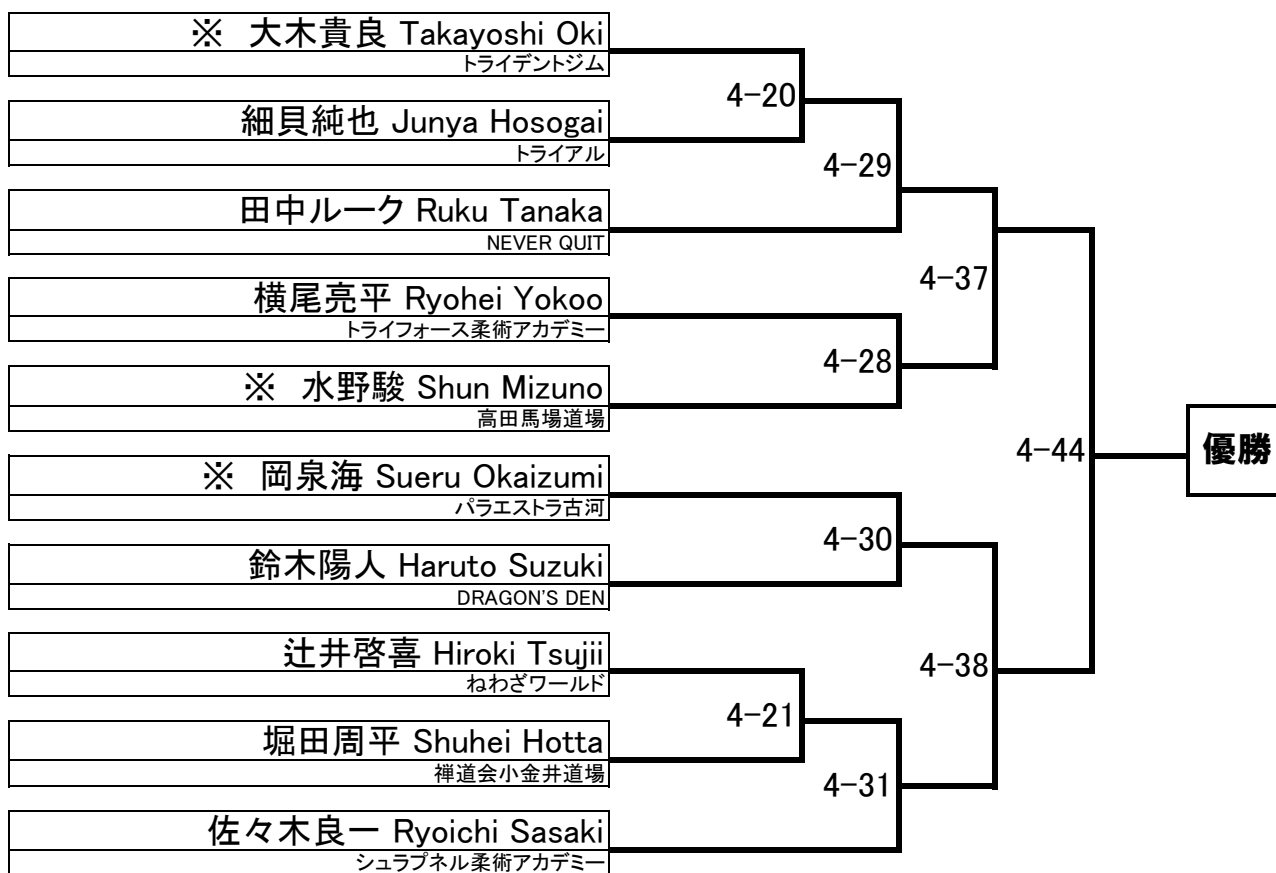 ※ 大木貴良 Takayoshi Oki
トライデントジム
4-20
細貝純也 Junya Hosogai
トライアル
4-29
田中ルーク Ruku Tanaka
NEVER QUIT
4-37
横尾亮平 Ryohei Yokoo
トライフォース柔術アカデミー
4-28
※ 水野駿 Shun Mizuno
高田馬場道場
4-44
優勝
※ 岡泉海 Sueru Okaizumi
パラエストラ古河
4-30
鈴木陽人 Haruto Suzuki
DRAGON'S DEN
辻井啓喜 Hiroki Tsujii
ねわざワールド
4-38
4-21
堀田周平 Shuhei Hotta
禅道会小金井道場
4-31
佐々木良一 Ryoichi Sasaki
シュラプネル柔術アカデミー